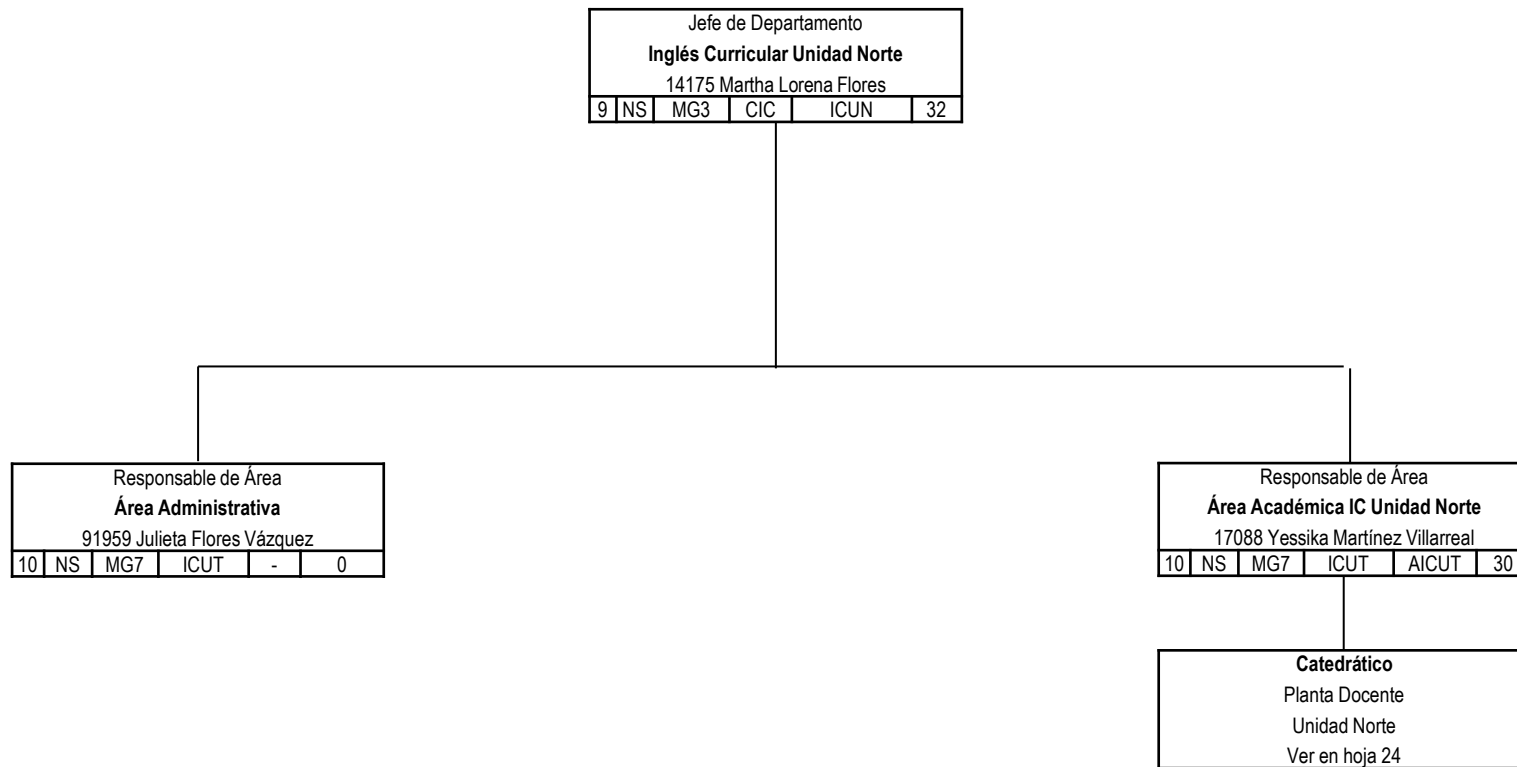 Jefe de Departamento
Inglés Curricular Unidad Norte
14175 Martha Lorena Flores
9 NS MG3 CIC ICUN 32
Responsable de Área
Área Administrativa
91959 Julieta Flores Vázquez
10 NS MG7 ICUT - 0
Responsable de Área
Área Académica IC Unidad Norte
17088 Yessika Martínez Villarreal
10 NS MG7 ICUT AICUT 30
Catedrático
Planta Docente
Unidad Norte
Ver en hoja 24